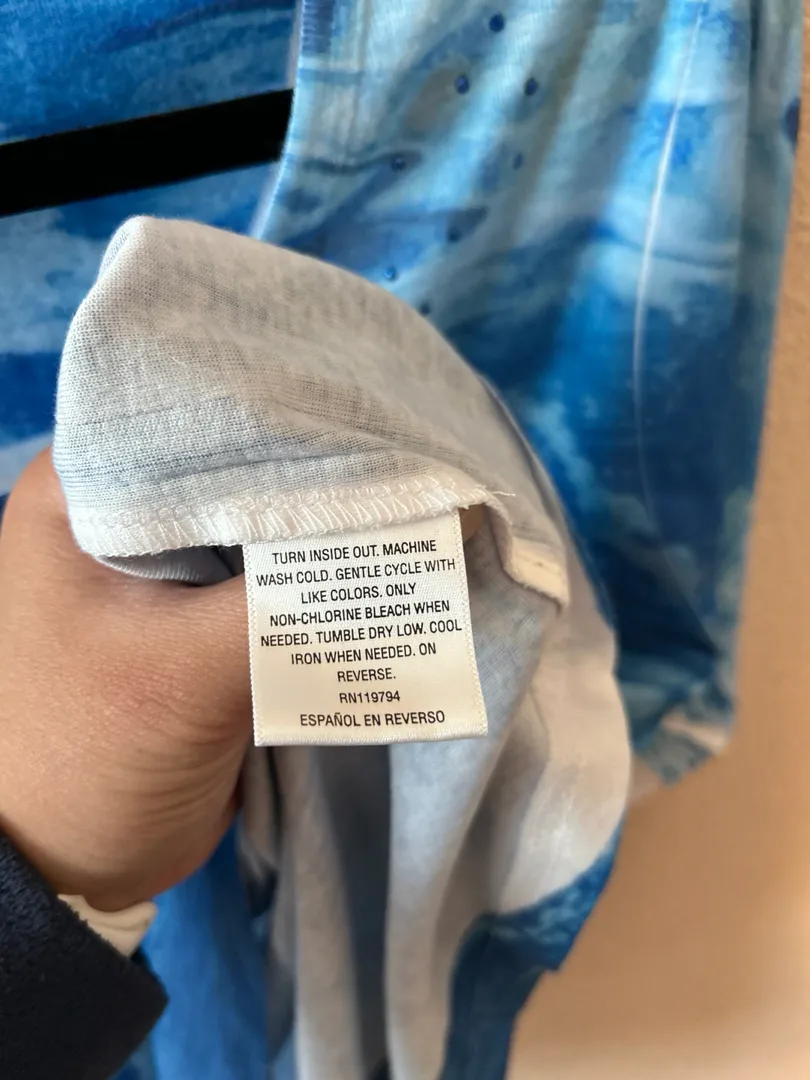 TURN INSIDE OUT. MACHINE
WASH COLD. GENTLE CYCLE WITH
LIKE COLORS. ONLY
NON-CHLORINE BLEACH WHEN
NEEDED. TUMBLE DRY LOW. COOL
IRON WHEN NEEDED. ON
REVERSE.
RN119794
ESPAÑOL EN REVERSO